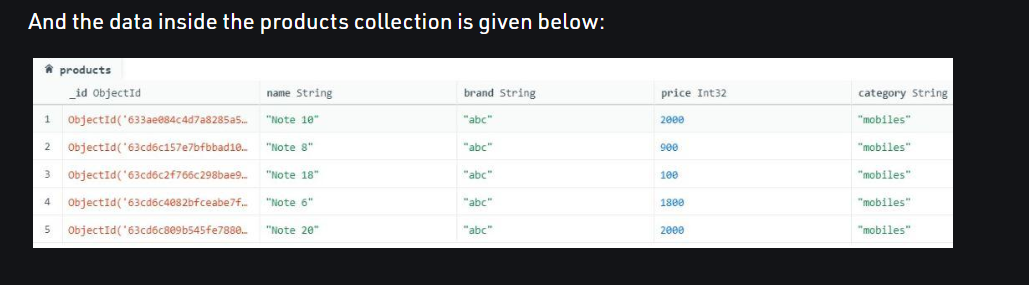 And the data inside the products collection is given below:
products
_id ObjectId name String brand String price Int32 category String
1 ObjectId('633ae084c4d7a8285a5… "Note 10" "abc" 2000 "mobiles"
2 ObjectId('63cd6c157e7bfbbad10… "Note 8" "abc" 900 "mobiles"
3 ObjectId('63cd6c2f766c298bae9… "Note 18" "abc" 100 "mobiles"
4 ObjectId('63cd6c4082bfceabe7f… "Note 6" "abc" 1800 "mobiles"
5 ObjectId('63cd6c809b545fe7880… "Note 20" "abc" 2000 "mobiles"